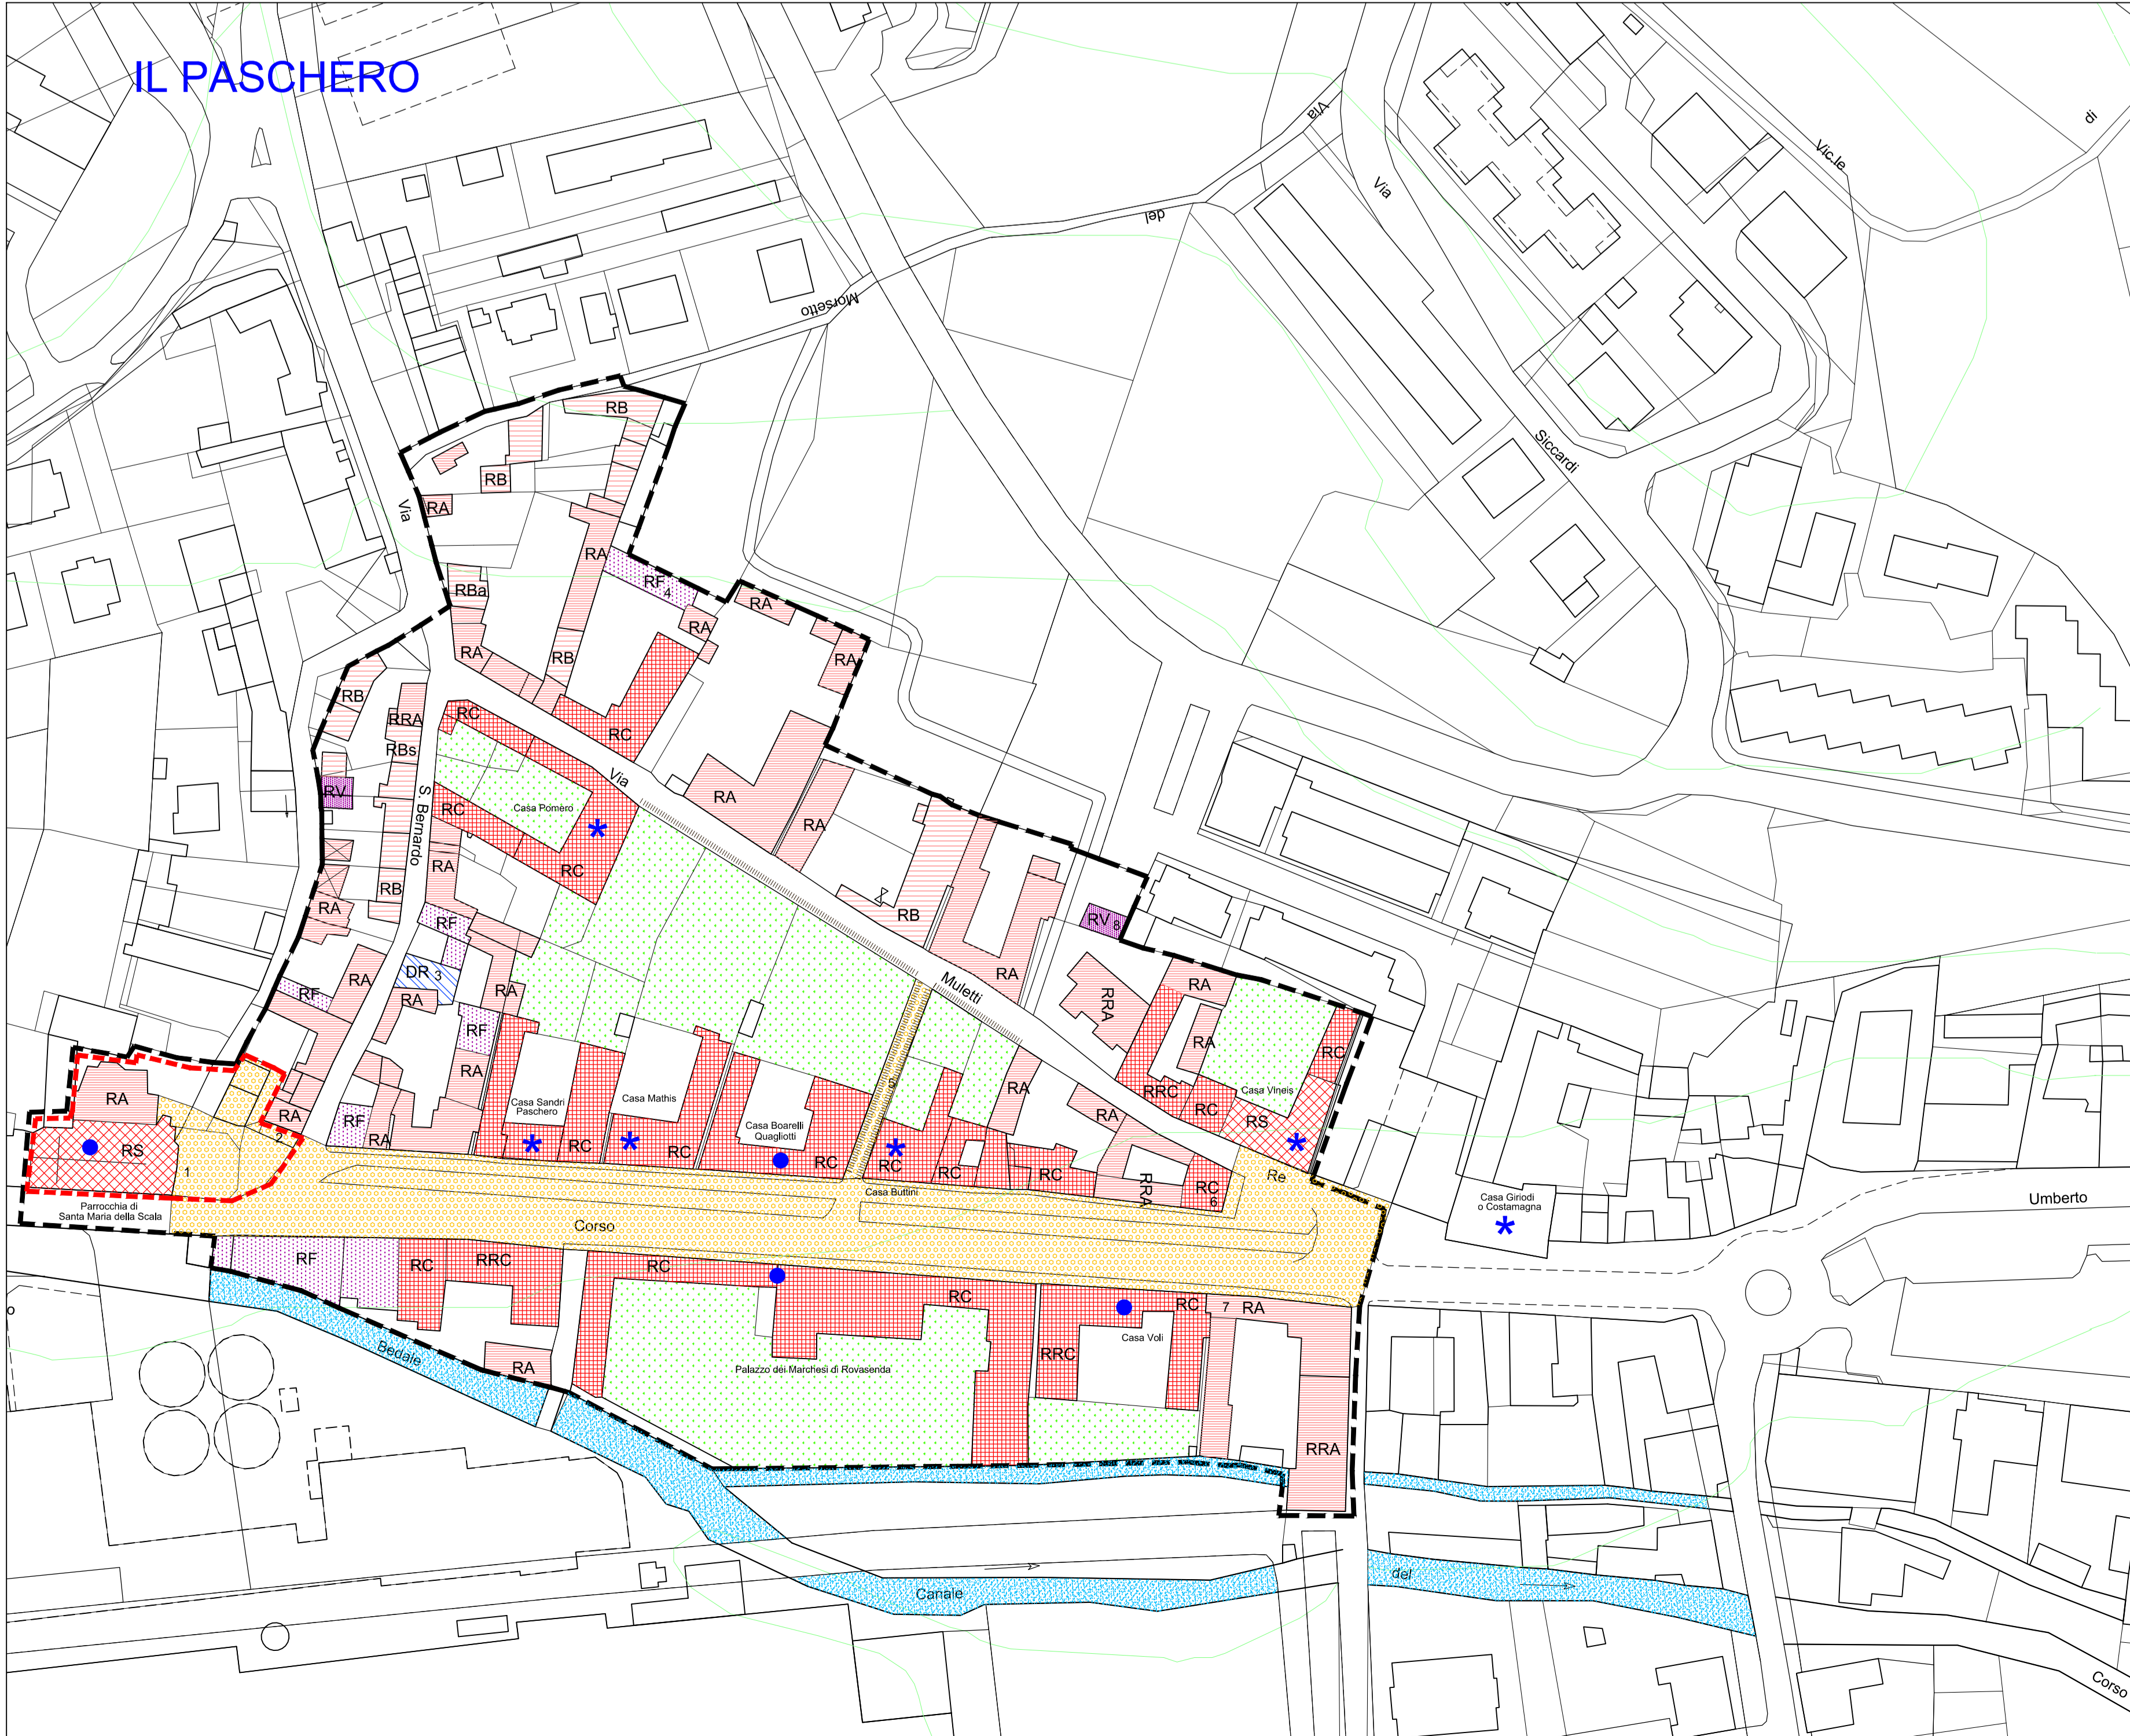 IL PASCHERO
Via
Vic.le
di
Via
del
Morsetto
RB
Siccardi
RB
RA
Via
RA
RF
4
RBa
RA
RA
RA
RB
RA
RB
RRA
RC
RC
RBs
Via
RV
S. Bernardo
RC
Casa Pomero
RA
RA
RA
RC
RB
RA
RB
RF
RV 8
DR 3
RA
RA
RA
RF
RA
Muletti
RRA
RA
RF
RA
RA
RC
5
RA
Casa Vineis
RA
Casa Sandri
Paschero
Casa Mathis
RRC
RC
RA
RA
RF
RA
2
Casa Boarelli
Quagliotti
RS
RS
RC
RC
RC
RC
RC
RC
1
Casa Buttini
RRA
RC
6
Re
Parrocchia di
Santa Maria della Scala
Casa Giriodi
o Costamagna
Umberto
Corso
RF
RC
RRC
RC
RC
RC
7
RA
o
Bedale
RA
Casa Voli
RRC
Palazzo dei Marchesi di Rovasenda
RRA
Canale
del
Corso